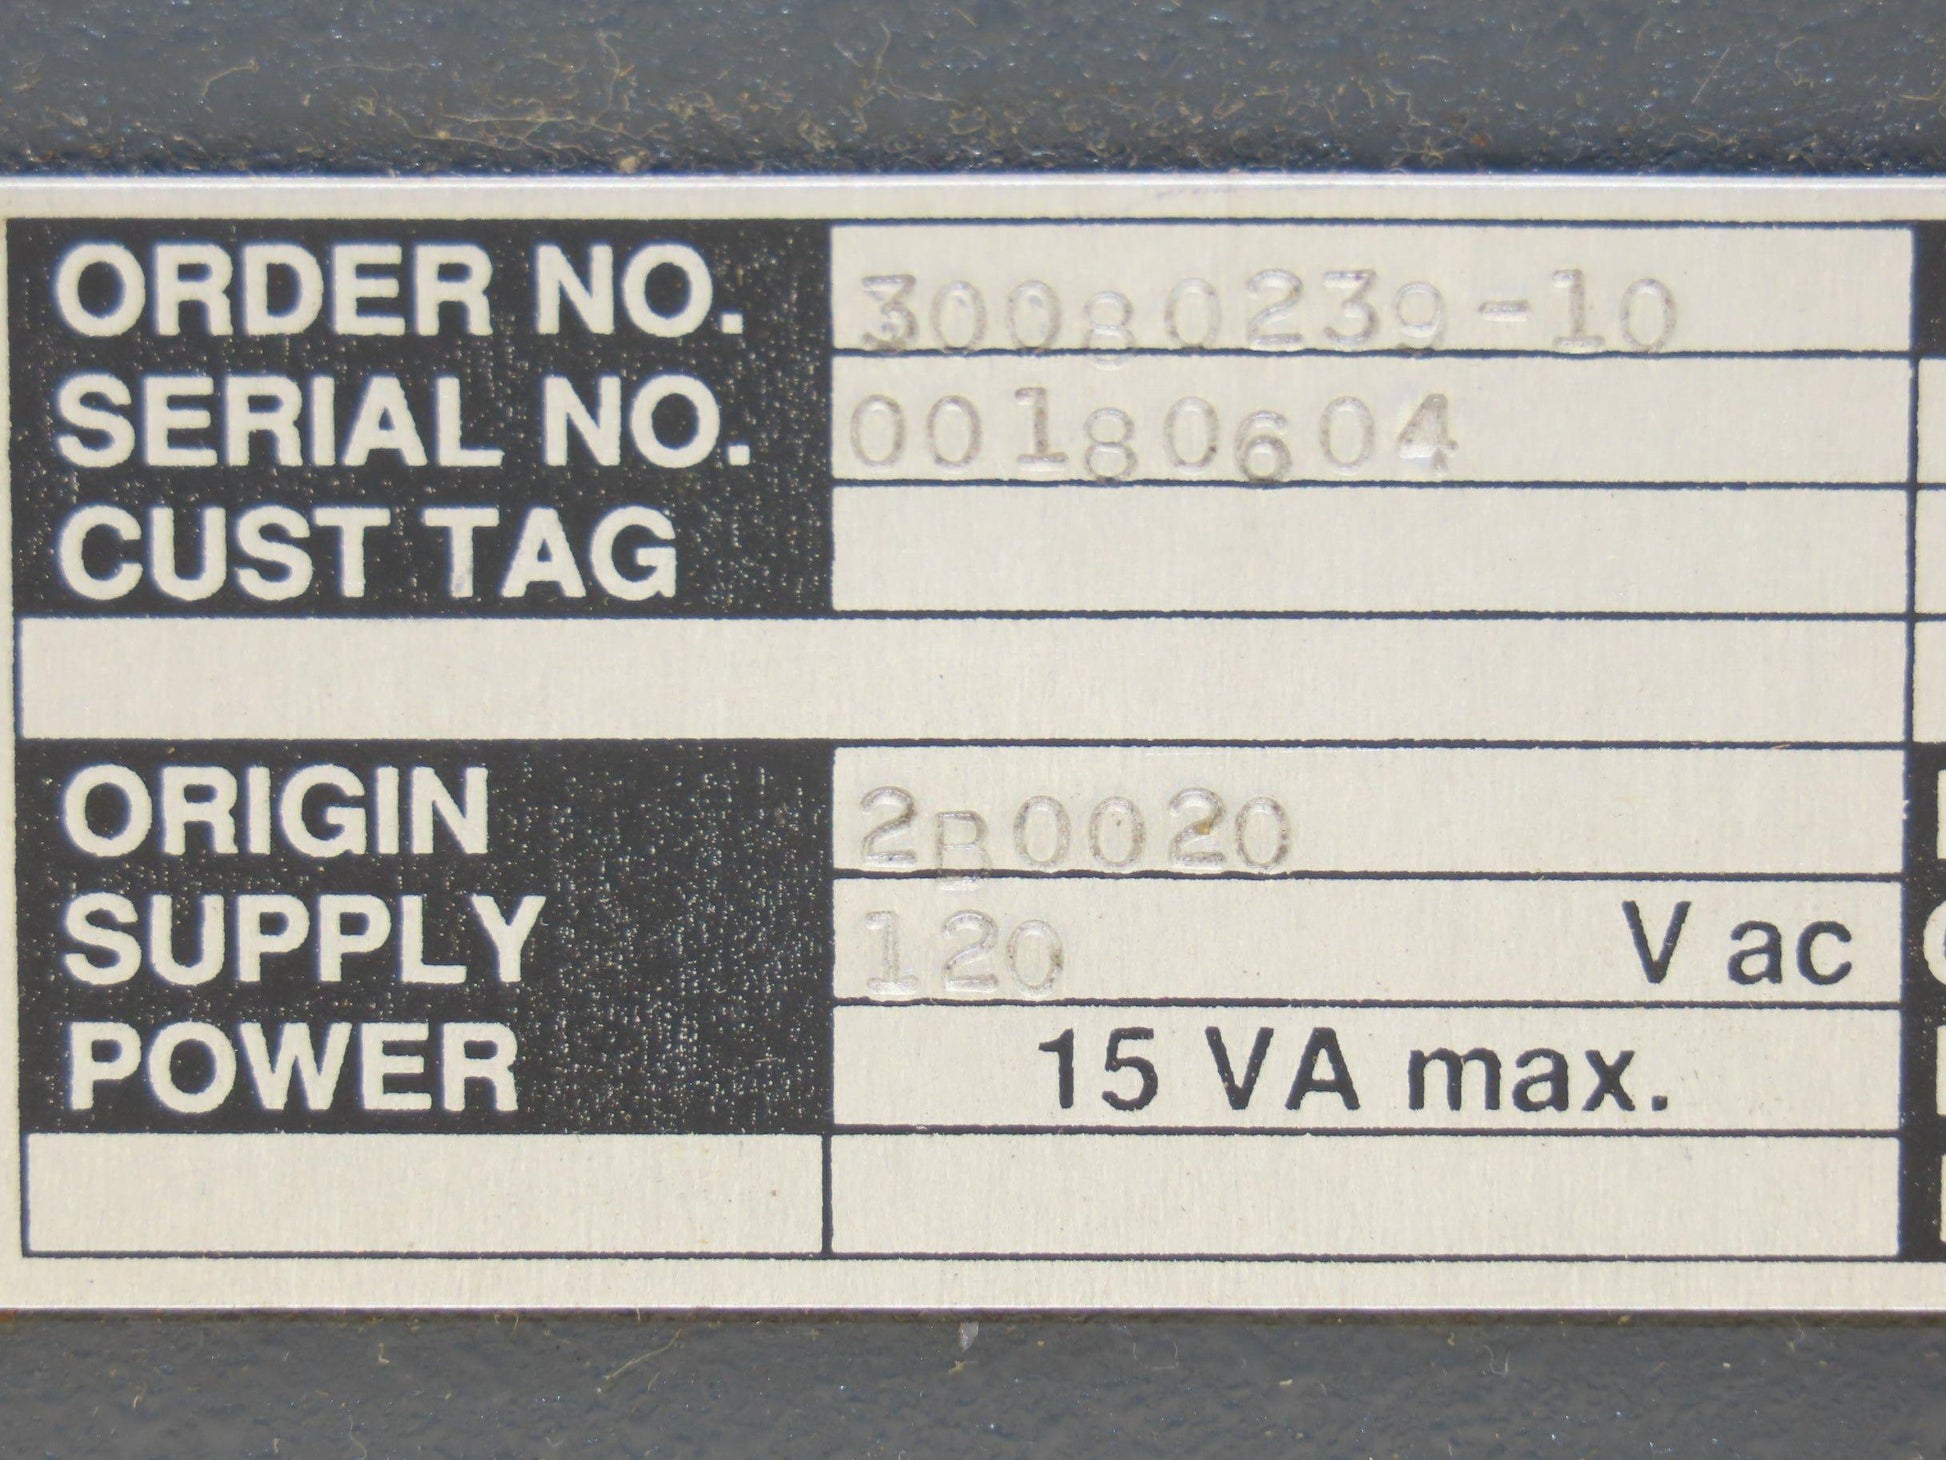 ORDER NO. 30080239-10
SERIAL NO. 00180604
CUST TAG
ORIGIN 2B0020
SUPPLY 120 V ac
POWER 15 VA max.